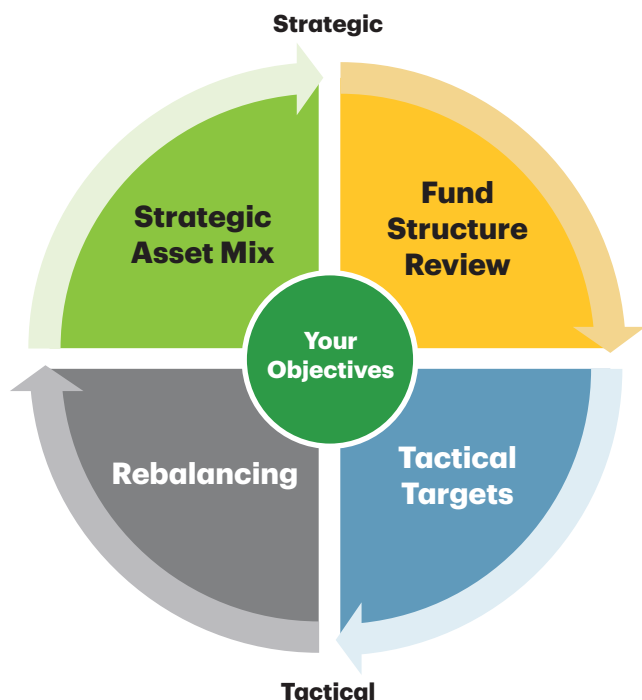 Strategic
Strategic
Asset Mix
Fund
Structure
Review
Your
Objectives
Rebalancing
Tactical
Targets
Tactical